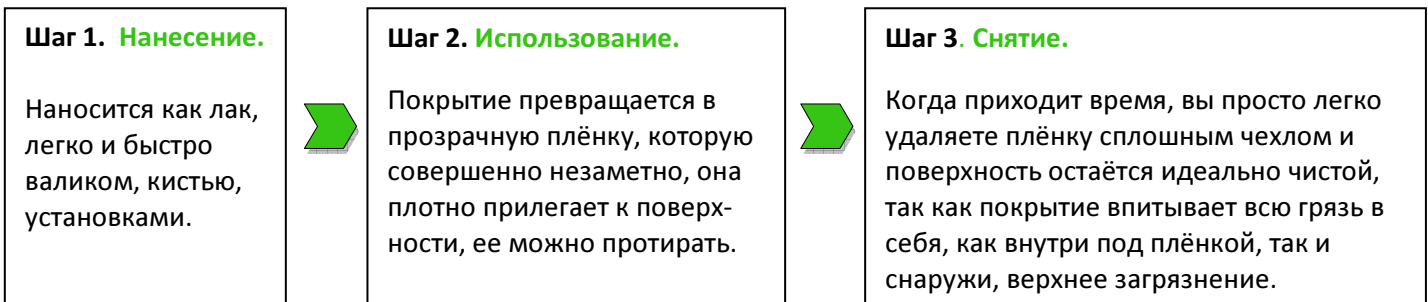 Шаг 1. Нанесение.
Наносится как лак,
легко и быстро
валиком, кистью,
установками.
Шаг 2. Использование.
Покрытие превращается в
прозрачную плёнку, которую
совершенно незаметно, она
плотно прилегает к поверх-
ности, ее можно протирать.
Шаг 3. Снятие.
Когда приходит время, вы просто легко
удаляете плёнку сплошным чехлом и
поверхность остаётся идеально чистой,
так как покрытие впитывает всю грязь в
себя, как внутри под плёнкой, так и
снаружи, верхнее загрязнение.